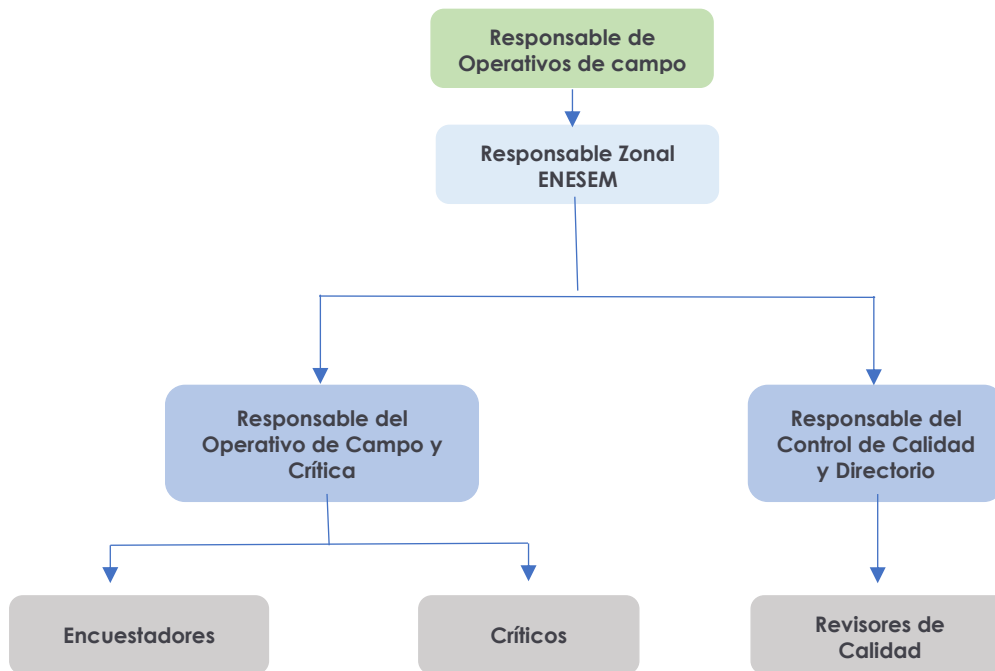 Responsable de
Operativos de campo
Responsable Zonal
ENESEM
Responsable del
Operativo de Campo y
Crítica
Responsable del
Control de Calidad
y Directorio
Encuestadores
Críticos
Revisores de
Calidad